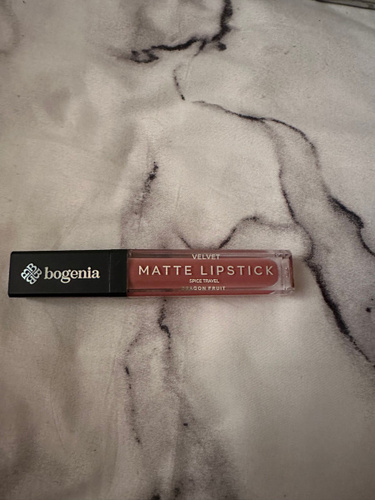 bogenia
VELVET
MATTE LIPSTICK
SPICE TRAVEL
DRAGON FRUIT